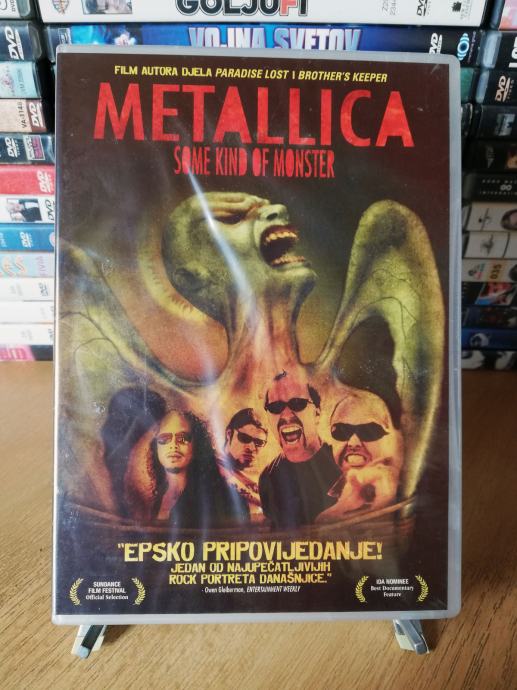 GOLJUFI
VOJNA SVETOV
FILM AUTORA DJELA PARADISE LOST I BROTHER'S KEEPER
METALLICA
SOME KIND OF MONSTER
"EPSKO PRIPOVIJEDANJE!
JEDAN OD NAJUPEČATLJIVIJIH
ROCK PORTRETA DANAŠNJICE."
- Owen Gleiberman, ENTERTAINMENT WEEKLY
SUNDANCE
FILM FESTIVAL
Official Selection
IDA NOMINEE
Best Documentary
Feature